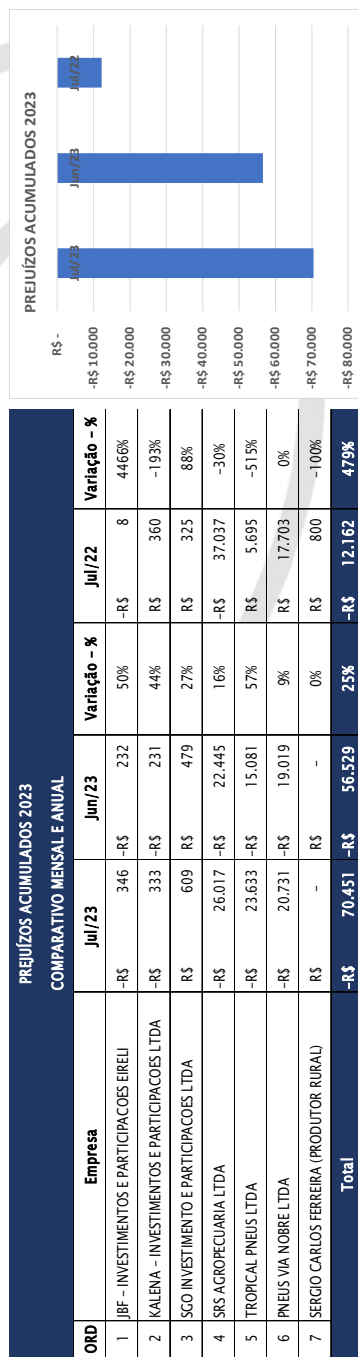 PREJUÍZOS ACUMULADOS 2023
COMPARATIVO MENSAL E ANUAL
ORD Empresa Jul/23 Jun/23 Variação - % Jul/22 Variação - %
1 JBF - INVESTIMENTOS E PARTICIPACOES EIRELI -R$ 346 -R$ 232 50% -R$ 8 4466%
2 KALENA - INVESTIMENTOS E PARTICIPACOES LTDA -R$ 333 -R$ 231 44% R$ 360 -193%
3 SGO INVESTIMENTO E PARTICIPACOES LTDA R$ 609 R$ 479 27% R$ 325 88%
4 SRS AGROPECUARIA LTDA -R$ 26.017 -R$ 22.445 16% -R$ 37.037 -30%
5 TROPICAL PNEUS LTDA -R$ 23.633 -R$ 15.081 57% R$ 5.695 -515%
6 PNEUS VIA NOBRE LTDA -R$ 20.731 -R$ 19.019 9% R$ 17.703 0%
7 SERGIO CARLOS FERREIRA (PRODUTOR RURAL) R$ - R$ - 0% R$ 800 -100%
Total -R$ 70.451 -R$ 56.529 25% -R$ 12.162 479%
PREJUÍZOS ACUMULADOS 2023
R$ -
Jul/23 Jun/23 Jul/22
-R$ 10.000
-R$ 20.000
-R$ 30.000
-R$ 40.000
-R$ 50.000
-R$ 60.000
-R$ 70.000
-R$ 80.000